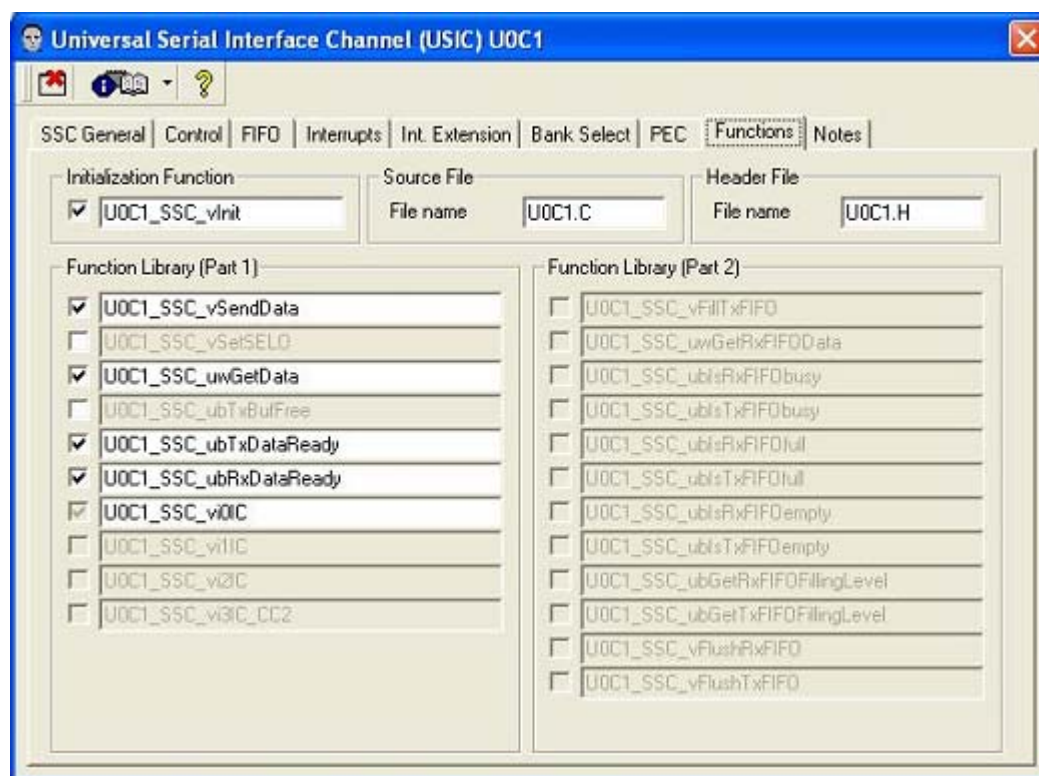 Universal Serial Interface Channel (USIC) U0C1
SSC General Control FIFO Interrupts Int. Extension Bank Select PEC Functions Notes
Initialization Function
U0C1_SSC_vInit
Source File
File name U0C1.C
Header File
File name U0C1.H
Function Library (Part 1)
U0C1_SSC_vSendData
U0C1_SSC_vSetSELO
U0C1_SSC_uwGetData
U0C1_SSC_ubTxBufFree
U0C1_SSC_ubTxDataReady
U0C1_SSC_ubRxDataReady
U0C1_SSC_vi0IC
U0C1_SSC_vi1IC
U0C1_SSC_vi2IC
U0C1_SSC_vi3IC_CC2
Function Library (Part 2)
U0C1_SSC_vFillTxFIFO
U0C1_SSC_uwGetRxFIFOData
U0C1_SSC_ubIsRxFIFObusy
U0C1_SSC_ubIsTxFIFObusy
U0C1_SSC_ubIsRxFIFOfull
U0C1_SSC_ubIsTxFIFOfull
U0C1_SSC_ubIsRxFIFOempty
U0C1_SSC_ubIsTxFIFOempty
U0C1_SSC_ubGetRxFIFOFillingLevel
U0C1_SSC_ubGetTxFIFOFillingLevel
U0C1_SSC_vFlushRxFIFO
U0C1_SSC_vFlushTxFIFO